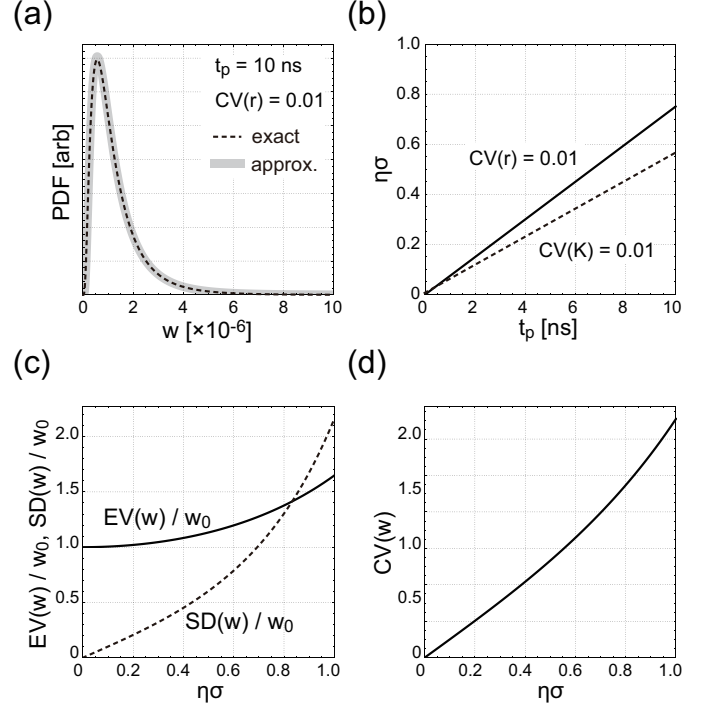 (a)
PDF [arb]
t_p = 10 ns
CV(r) = 0.01
exact
approx.
0 2 4 6 8 10
w [×10^-6]
(b)
ησ
1.0
0.8
0.6
0.4
0.2
0
CV(r) = 0.01
CV(K) = 0.01
0 2 4 6 8 10
t_p [ns]
(c)
EV(w) / w_0, SD(w) / w_0
2.0
1.5
1.0
0.5
0
EV(w) / w_0
SD(w) / w_0
0 0.2 0.4 0.6 0.8 1.0
ησ
(d)
CV(w)
2.0
1.5
1.0
0.5
0
0 0.2 0.4 0.6 0.8 1.0
ησ